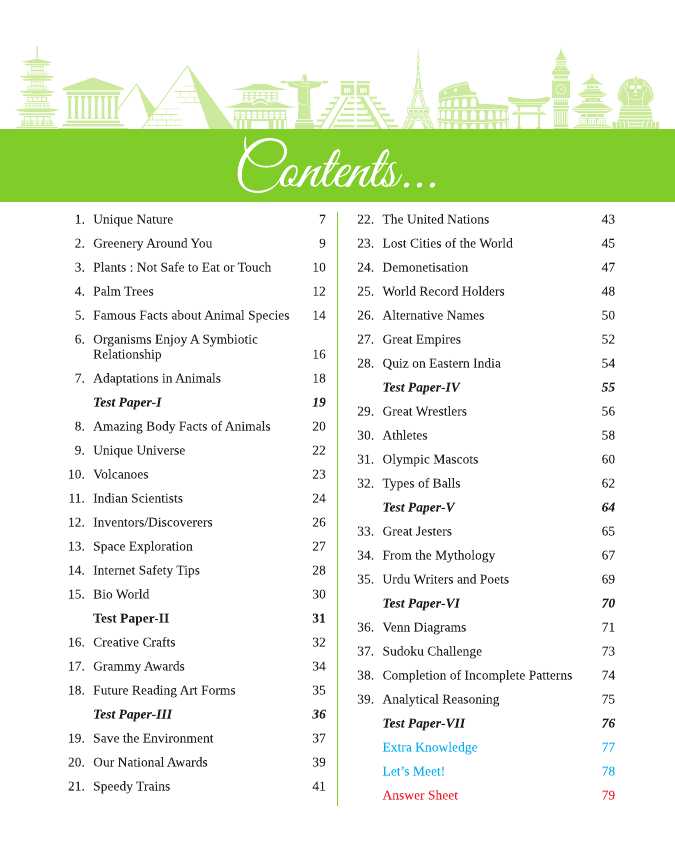 Contents...
1. Unique Nature 7
2. Greenery Around You 9
3. Plants : Not Safe to Eat or Touch 10
4. Palm Trees 12
5. Famous Facts about Animal Species 14
6. Organisms Enjoy A Symbiotic
Relationship 16
7. Adaptations in Animals 18
Test Paper-I 19
8. Amazing Body Facts of Animals 20
9. Unique Universe 22
10. Volcanoes 23
11. Indian Scientists 24
12. Inventors/Discoverers 26
13. Space Exploration 27
14. Internet Safety Tips 28
15. Bio World 30
Test Paper-II 31
16. Creative Crafts 32
17. Grammy Awards 34
18. Future Reading Art Forms 35
Test Paper-III 36
19. Save the Environment 37
20. Our National Awards 39
21. Speedy Trains 41
22. The United Nations 43
23. Lost Cities of the World 45
24. Demonetisation 47
25. World Record Holders 48
26. Alternative Names 50
27. Great Empires 52
28. Quiz on Eastern India 54
Test Paper-IV 55
29. Great Wrestlers 56
30. Athletes 58
31. Olympic Mascots 60
32. Types of Balls 62
Test Paper-V 64
33. Great Jesters 65
34. From the Mythology 67
35. Urdu Writers and Poets 69
Test Paper-VI 70
36. Venn Diagrams 71
37. Sudoku Challenge 73
38. Completion of Incomplete Patterns 74
39. Analytical Reasoning 75
Test Paper-VII 76
Extra Knowledge 77
Let's Meet! 78
Answer Sheet 79